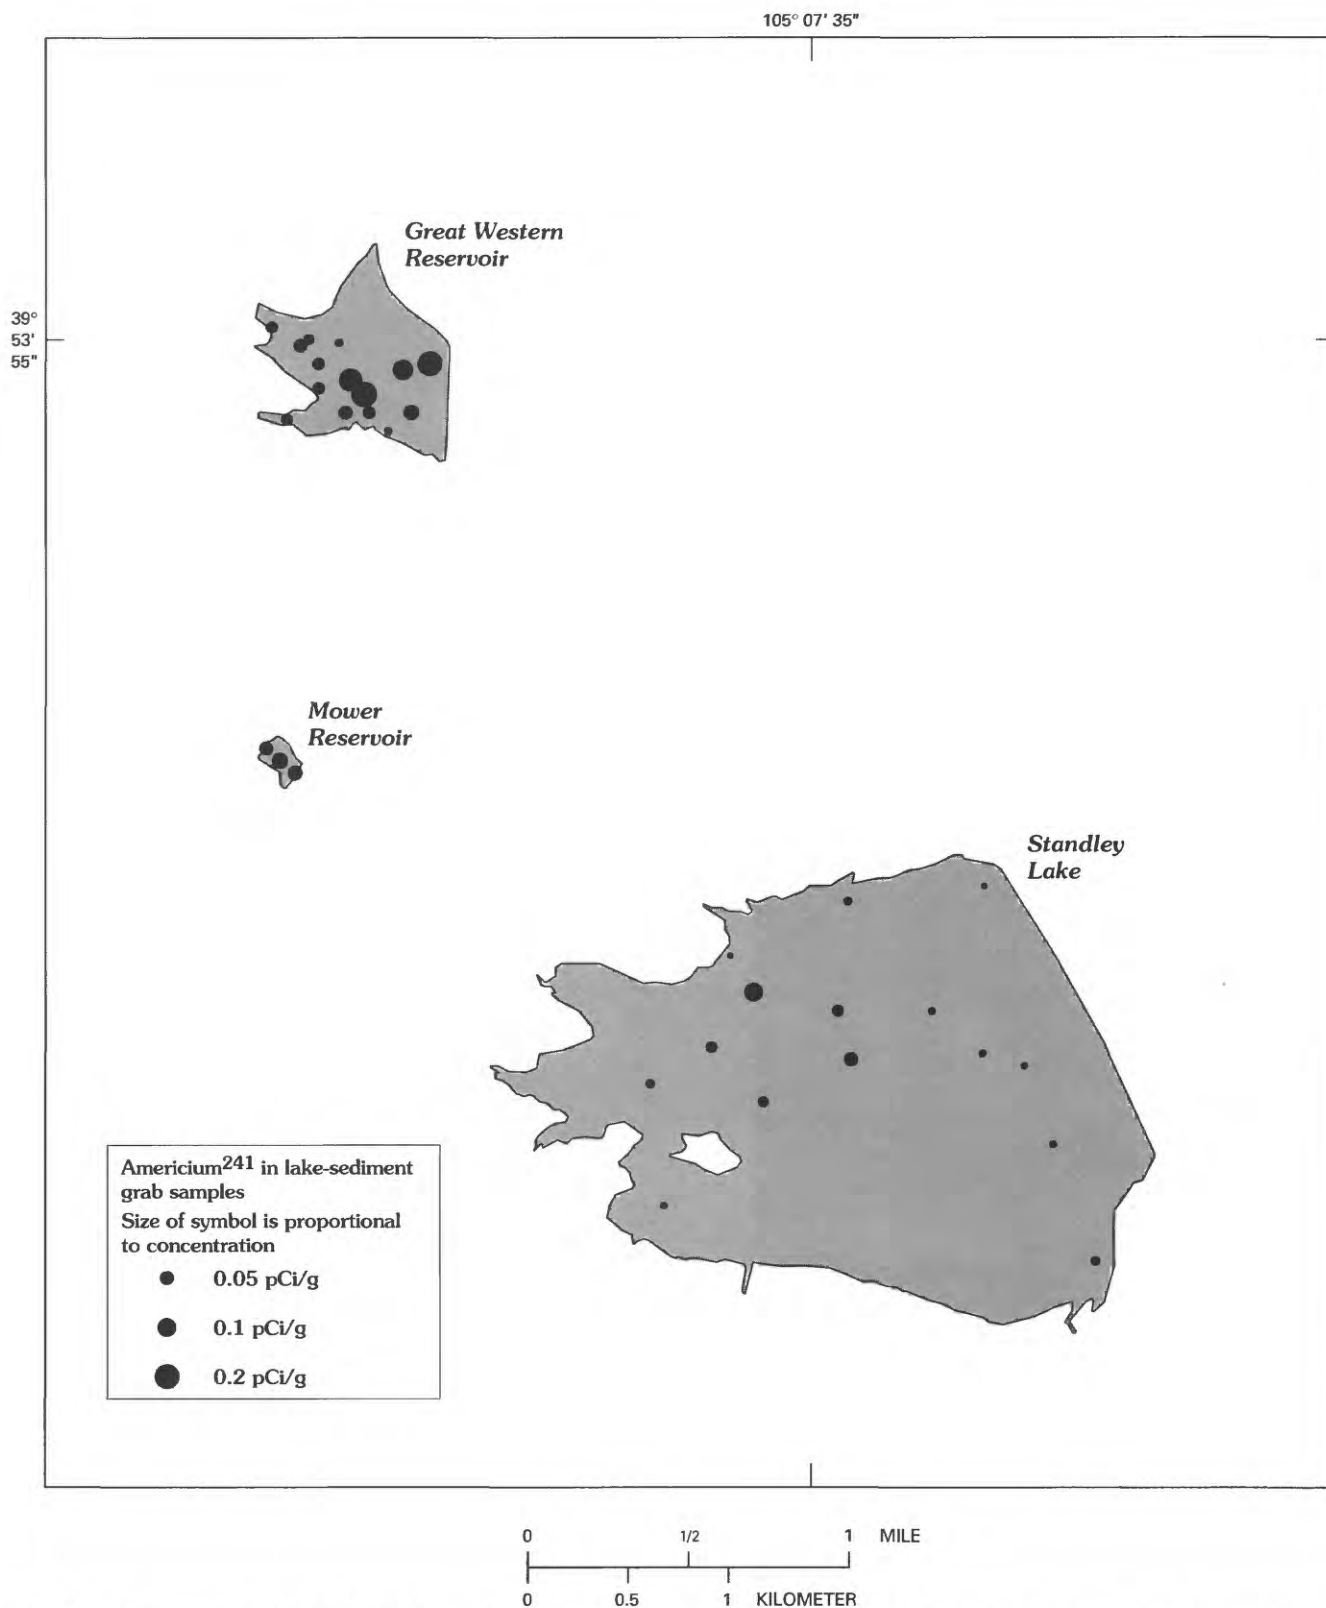 105° 07' 35"
Great Western
Reservoir
39°
53'
55"
Mower
Reservoir
Standley
Lake
Americium241 in lake-sediment
grab samples
Size of symbol is proportional
to concentration
0.05 pCi/g
0.1 pCi/g
0.2 pCi/g
0 1/2 1 MILE
0 0.5 1 KILOMETER